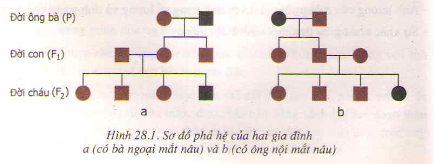 Đời ông bà (P)
Đời con (F₁)
Đời cháu (F₂)
a
b
Hình 28.1. Sơ đồ phả hệ của hai gia đình
a (có bà ngoại mắt nâu) và b (có ông nội mắt nâu)